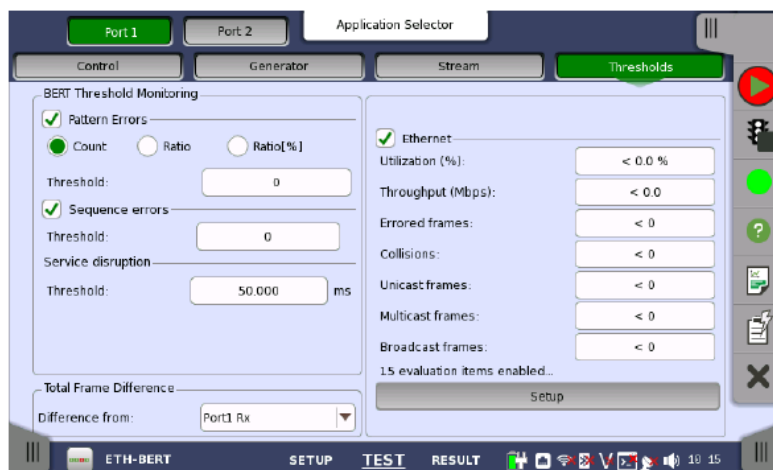 Port 1
Port 2
Application Selector
Control
Generator
Stream
Thresholds
BERT Threshold Monitoring
Pattern Errors
Count
Ratio
Ratio[%]
Threshold:
0
Sequence errors
Threshold:
0
Service disruption
Threshold:
50.000
ms
Total Frame Difference
Difference from:
Port1 Rx
Ethernet
Utilization (%):
< 0.0 %
Throughput (Mbps):
< 0.0
Errored frames:
< 0
Collisions:
< 0
Unicast frames:
< 0
Multicast frames:
< 0
Broadcast frames:
< 0
15 evaluation items enabled...
Setup
ETH-BERT
SETUP
TEST
RESULT
10 15